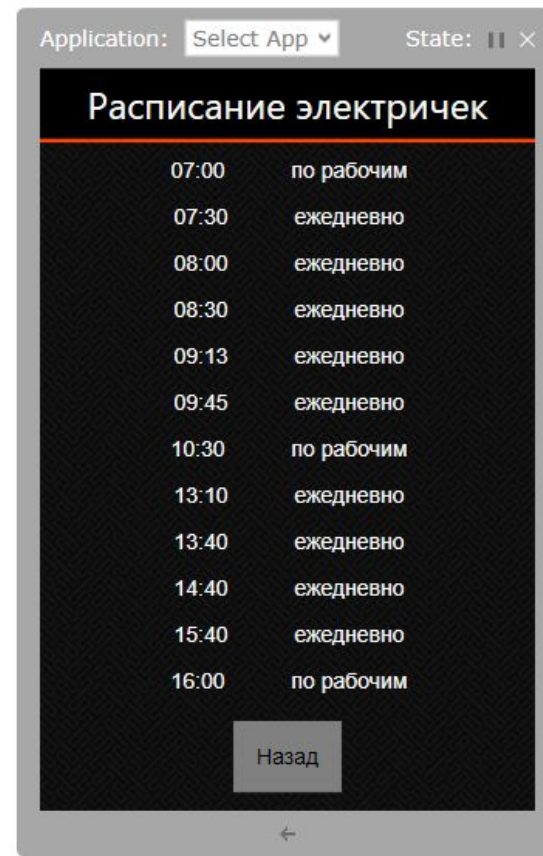 Application: Select App State:
Расписание электричек
07:00 по рабочим
07:30 ежедневно
08:00 ежедневно
08:30 ежедневно
09:13 ежедневно
09:45 ежедневно
10:30 по рабочим
13:10 ежедневно
13:40 ежедневно
14:40 ежедневно
15:40 ежедневно
16:00 по рабочим
Назад